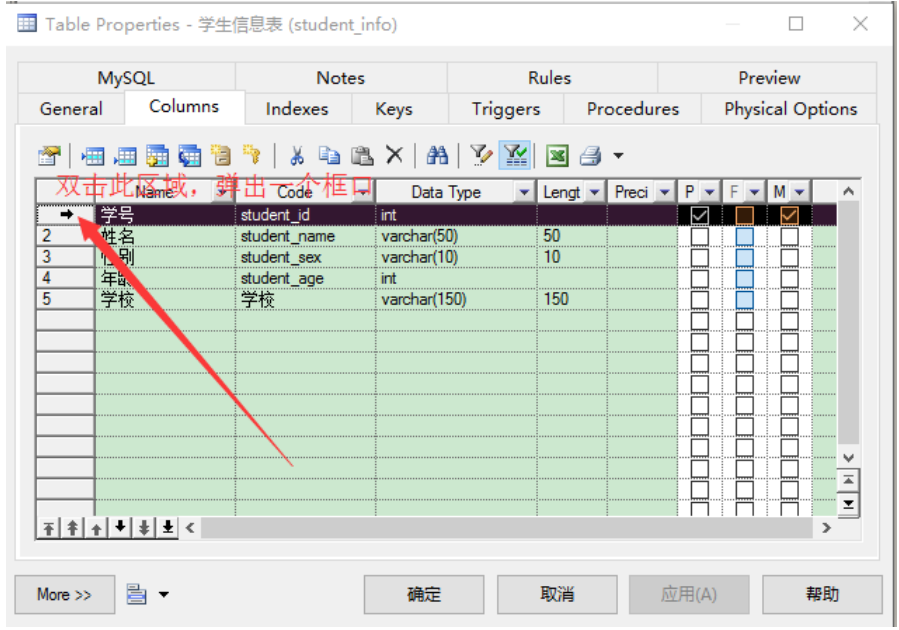 Table Properties - 学生信息表 (student_info)
MySQL Notes Rules Preview
General Columns Indexes Keys Triggers Procedures Physical Options
双击此区域，弹出一个框口
Name Code Data Type Lengt Preci P F M
学号 student_id int
2 姓名 student_name varchar(50) 50
3 性别 student_sex varchar(10) 10
4 年龄 student_age int
5 学校 学校 varchar(150) 150
More >> 确定 取消 应用(A) 帮助